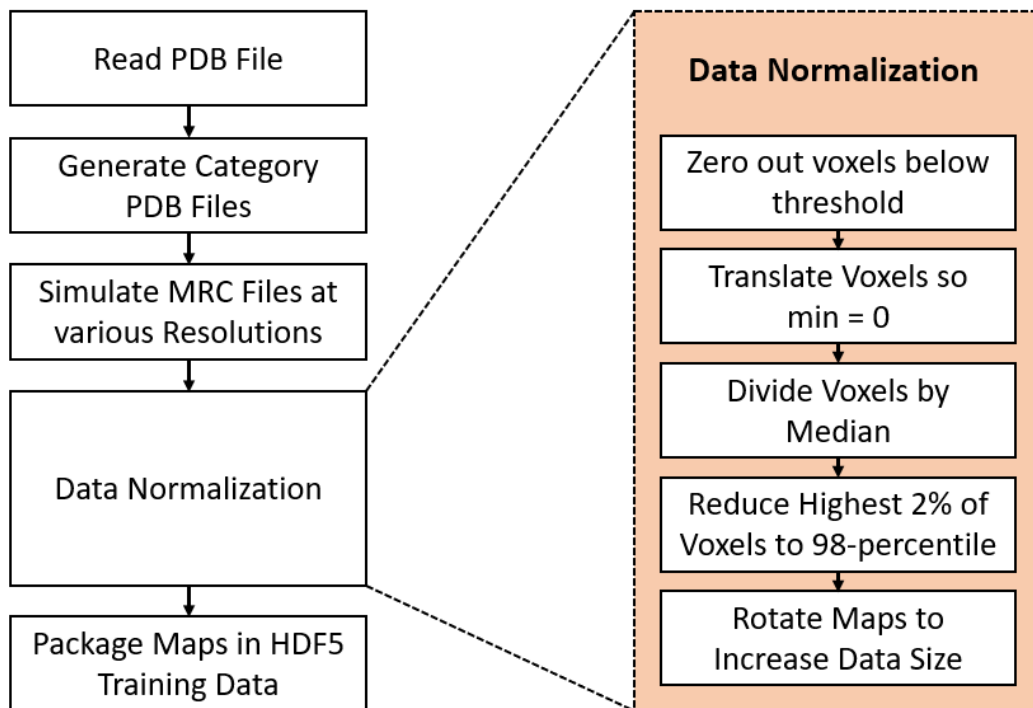 Read PDB File
Generate Category
PDB Files
Simulate MRC Files at
various Resolutions
Data Normalization
Package Maps in HDF5
Training Data
Data Normalization
Zero out voxels below
threshold
Translate Voxels so
min = 0
Divide Voxels by
Median
Reduce Highest 2% of
Voxels to 98-percentile
Rotate Maps to
Increase Data Size